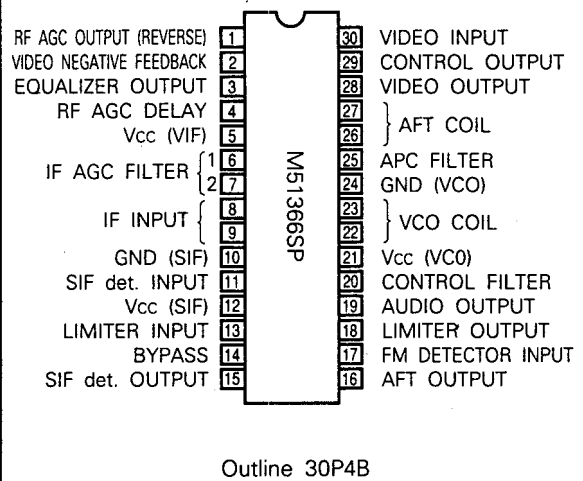 RF AGC OUTPUT (REVERSE) 1
VIDEO NEGATIVE FEEDBACK 2
EQUALIZER OUTPUT 3
RF AGC DELAY 4
Vcc (VIF) 5
IF AGC FILTER 1 6
2 7
IF INPUT 8
9
GND (SIF) 10
SIF det. INPUT 11
Vcc (SIF) 12
LIMITER INPUT 13
BYPASS 14
SIF det. OUTPUT 15
M51366SP
30 VIDEO INPUT
29 CONTROL OUTPUT
28 VIDEO OUTPUT
27
26 AFT COIL
25 APC FILTER
24 GND (VCO)
23
22 VCO COIL
21 Vcc (VC0)
20 CONTROL FILTER
19 AUDIO OUTPUT
18 LIMITER OUTPUT
17 FM DETECTOR INPUT
16 AFT OUTPUT
Outline 30P4B